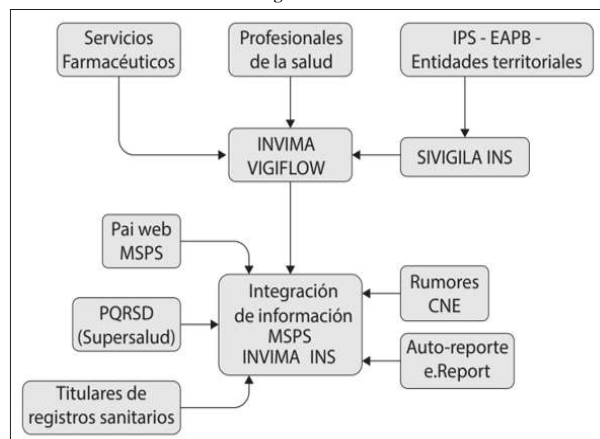 Servicios
Farmacéuticos
Profesionales
de la salud
IPS - EAPB -
Entidades territoriales
INVIMA
VIGIFLOW
SIVIGILA INS
Pai web
MSPS
PQRSD
(Supersalud)
Titulares de
registros sanitarios
Integración
de información
MSPS
INVIMA INS
Rumores
CNE
Auto-reporte
e.Report